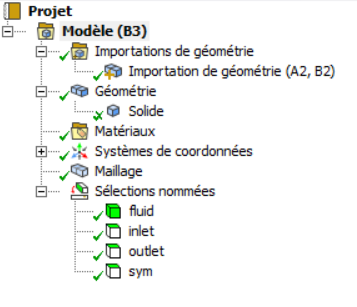 Projet
Modèle (B3)
Importations de géométrie
Importation de géométrie (A2, B2)
Géométrie
Solide
Matériaux
Systèmes de coordonnées
Maillage
Sélections nommées
fluid
inlet
outlet
sym